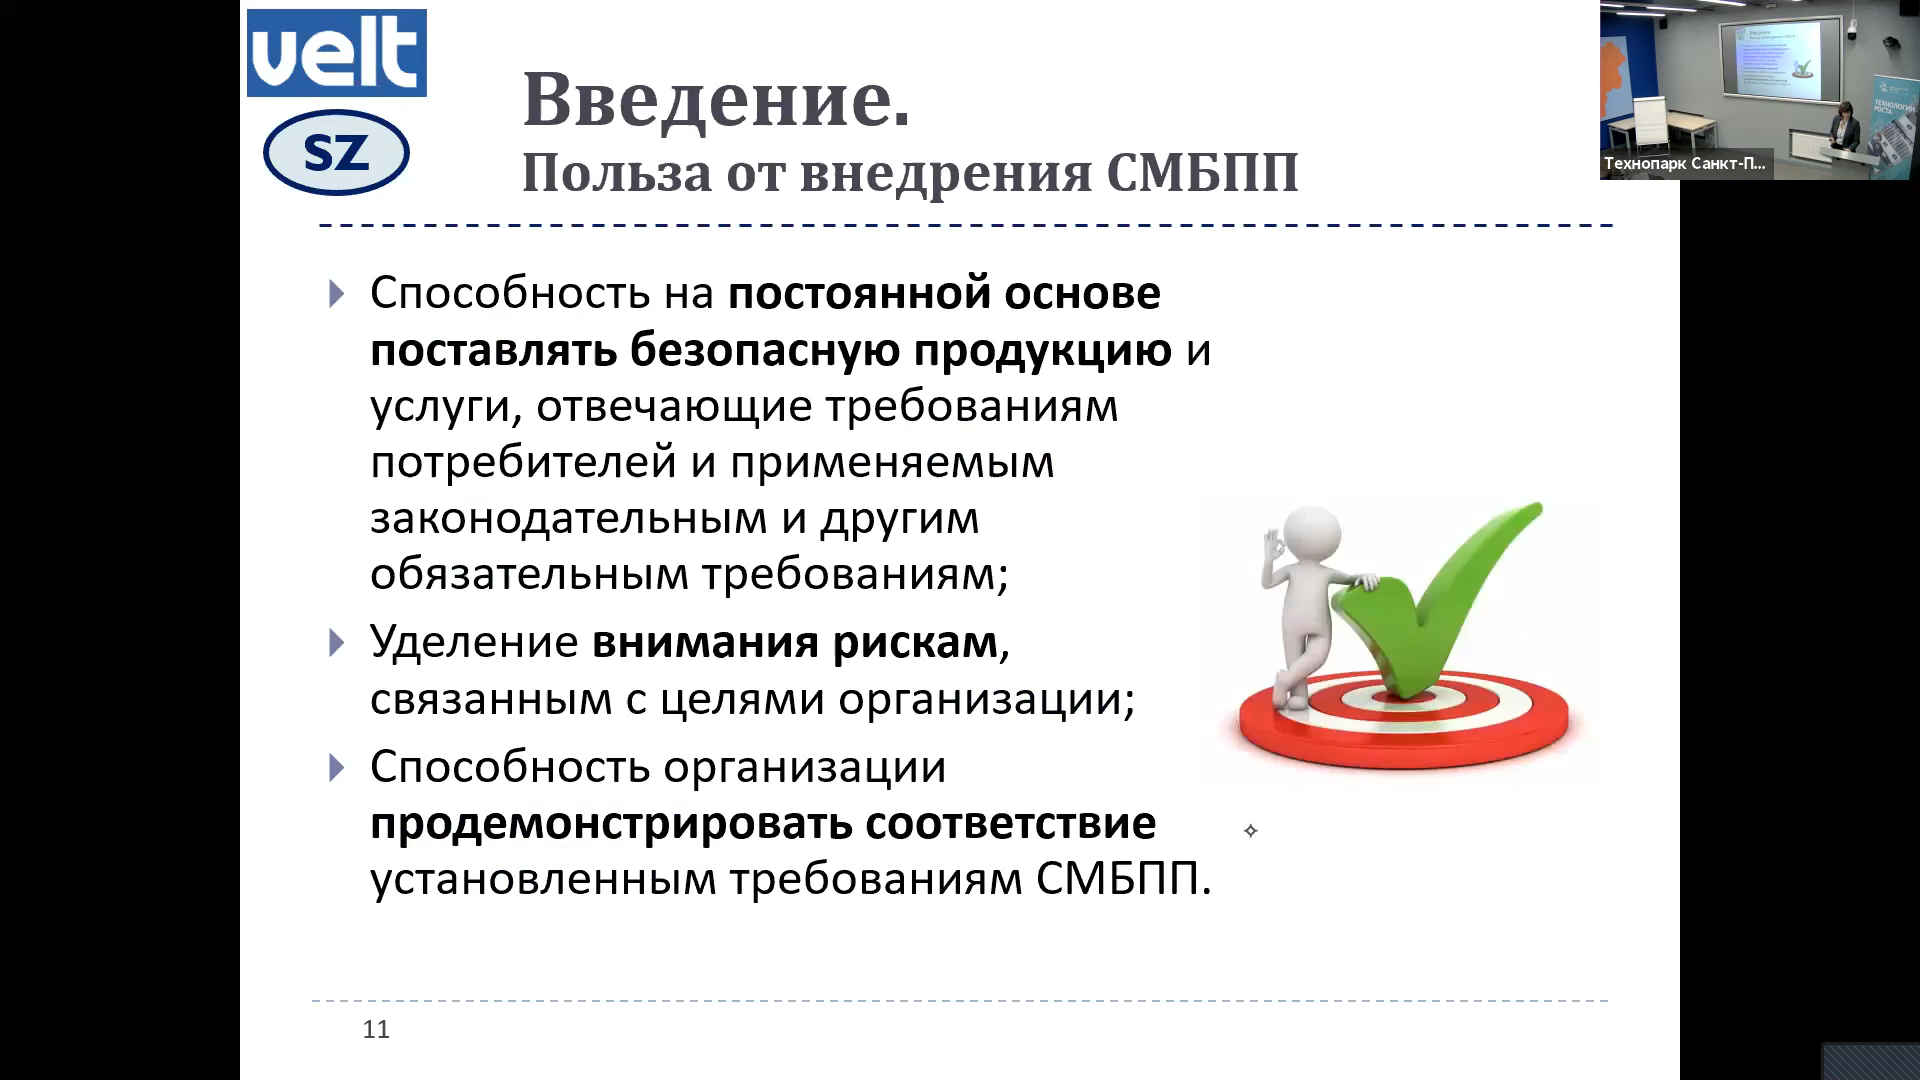 velt
SZ
Введение.
Польза от внедрения СМБПП
Способность на постоянной основе
поставлять безопасную продукцию и
услуги, отвечающие требованиям
потребителей и применяемым
законодательным и другим
обязательным требованиям;
Уделение внимания рискам,
связанным с целями организации;
Способность организации
продемонстрировать соответствие
установленным требованиям СМБПП.
11
Технопарк Санкт-П...
ТЕХНОЛОГИИ
РОСТА